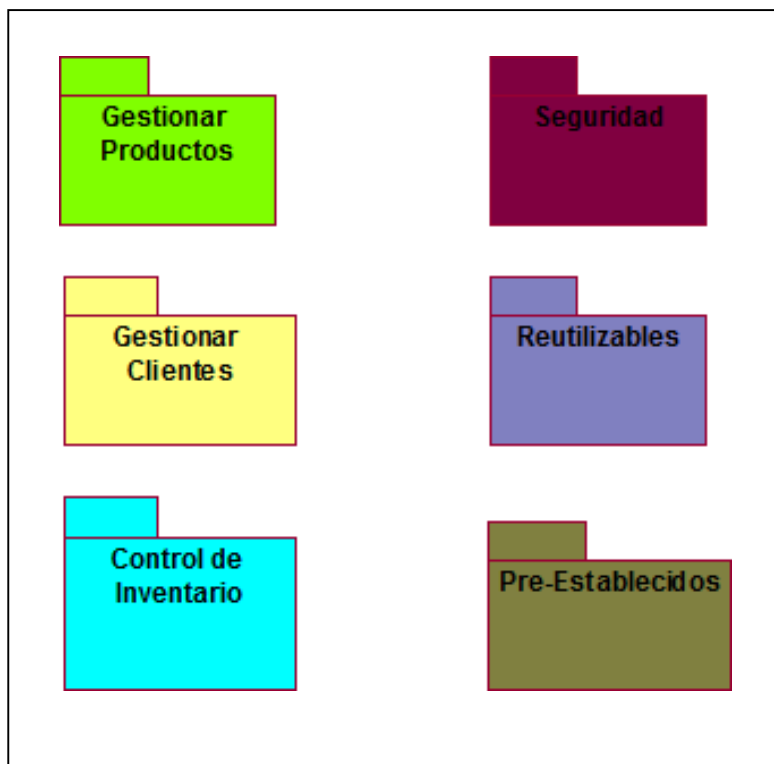 Gestionar
Productos
Seguridad
Gestionar
Clientes
Reutilizables
Control de
Inventario
Pre-Establecidos